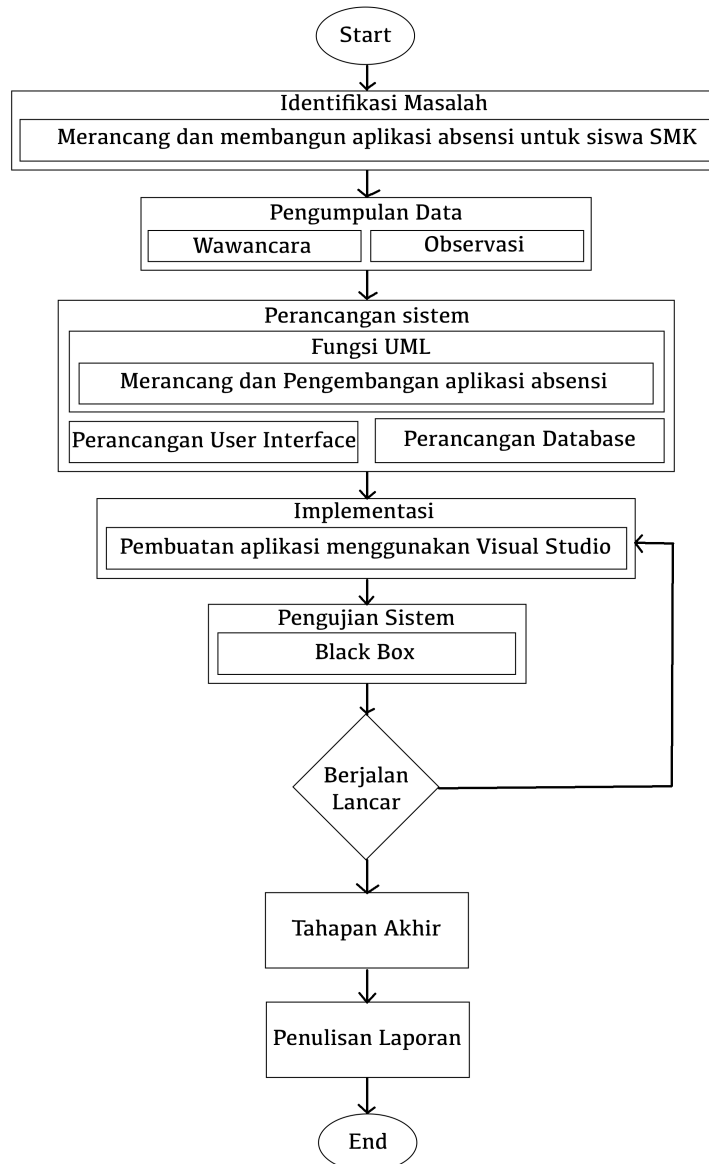 Start
Identifikasi Masalah
Merancang dan membangun aplikasi absensi untuk siswa SMK
Pengumpulan Data
Wawancara
Observasi
Perancangan sistem
Fungsi UML
Merancang dan Pengembangan aplikasi absensi
Perancangan User Interface
Perancangan Database
Implementasi
Pembuatan aplikasi menggunakan Visual Studio
Pengujian Sistem
Black Box
Berjalan
Lancar
Tahapan Akhir
Penulisan Laporan
End